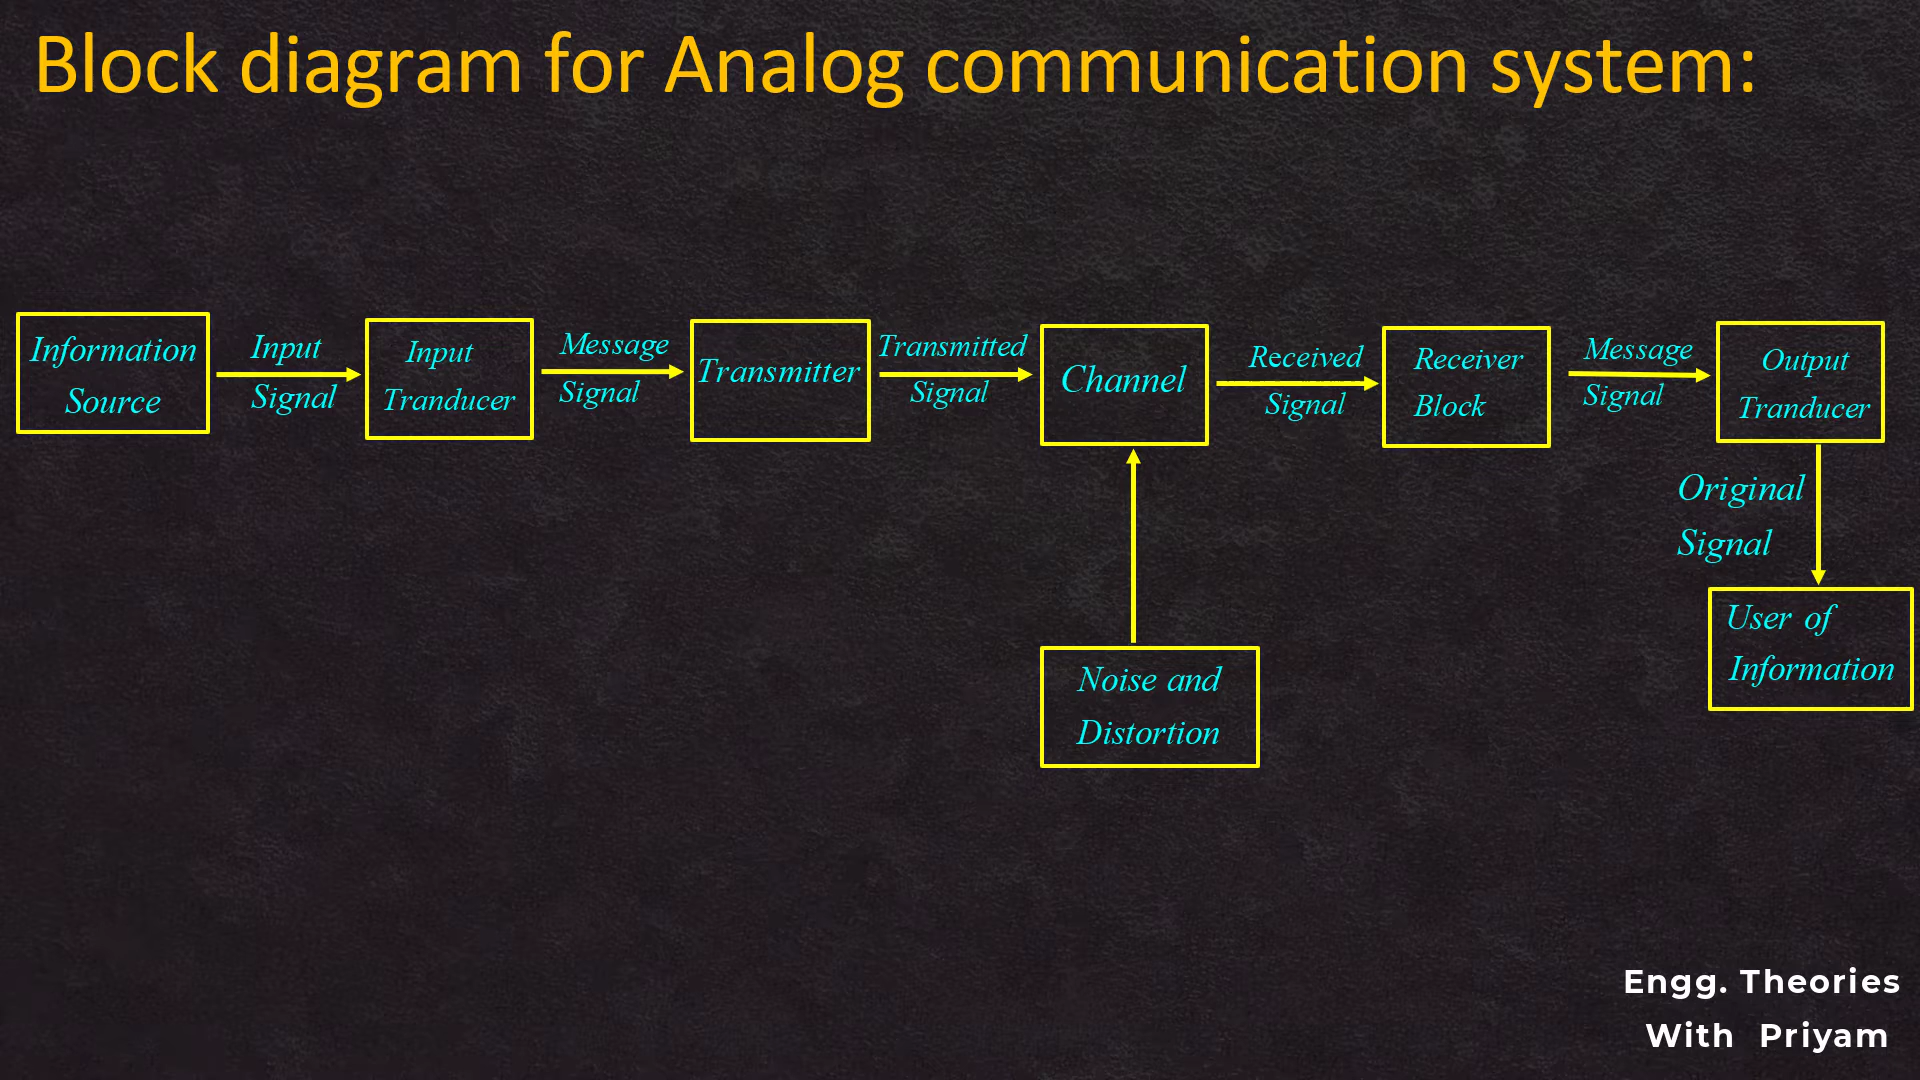 Block diagram for Analog communication system:
Information
Source
Input
Signal
Input
Tranducer
Message
Signal
Transmitter
Transmitted
Signal
Channel
Received
Signal
Receiver
Block
Message
Signal
Output
Tranducer
Original
Signal
User of
Information
Noise and
Distortion
Engg. Theories
With Priyam